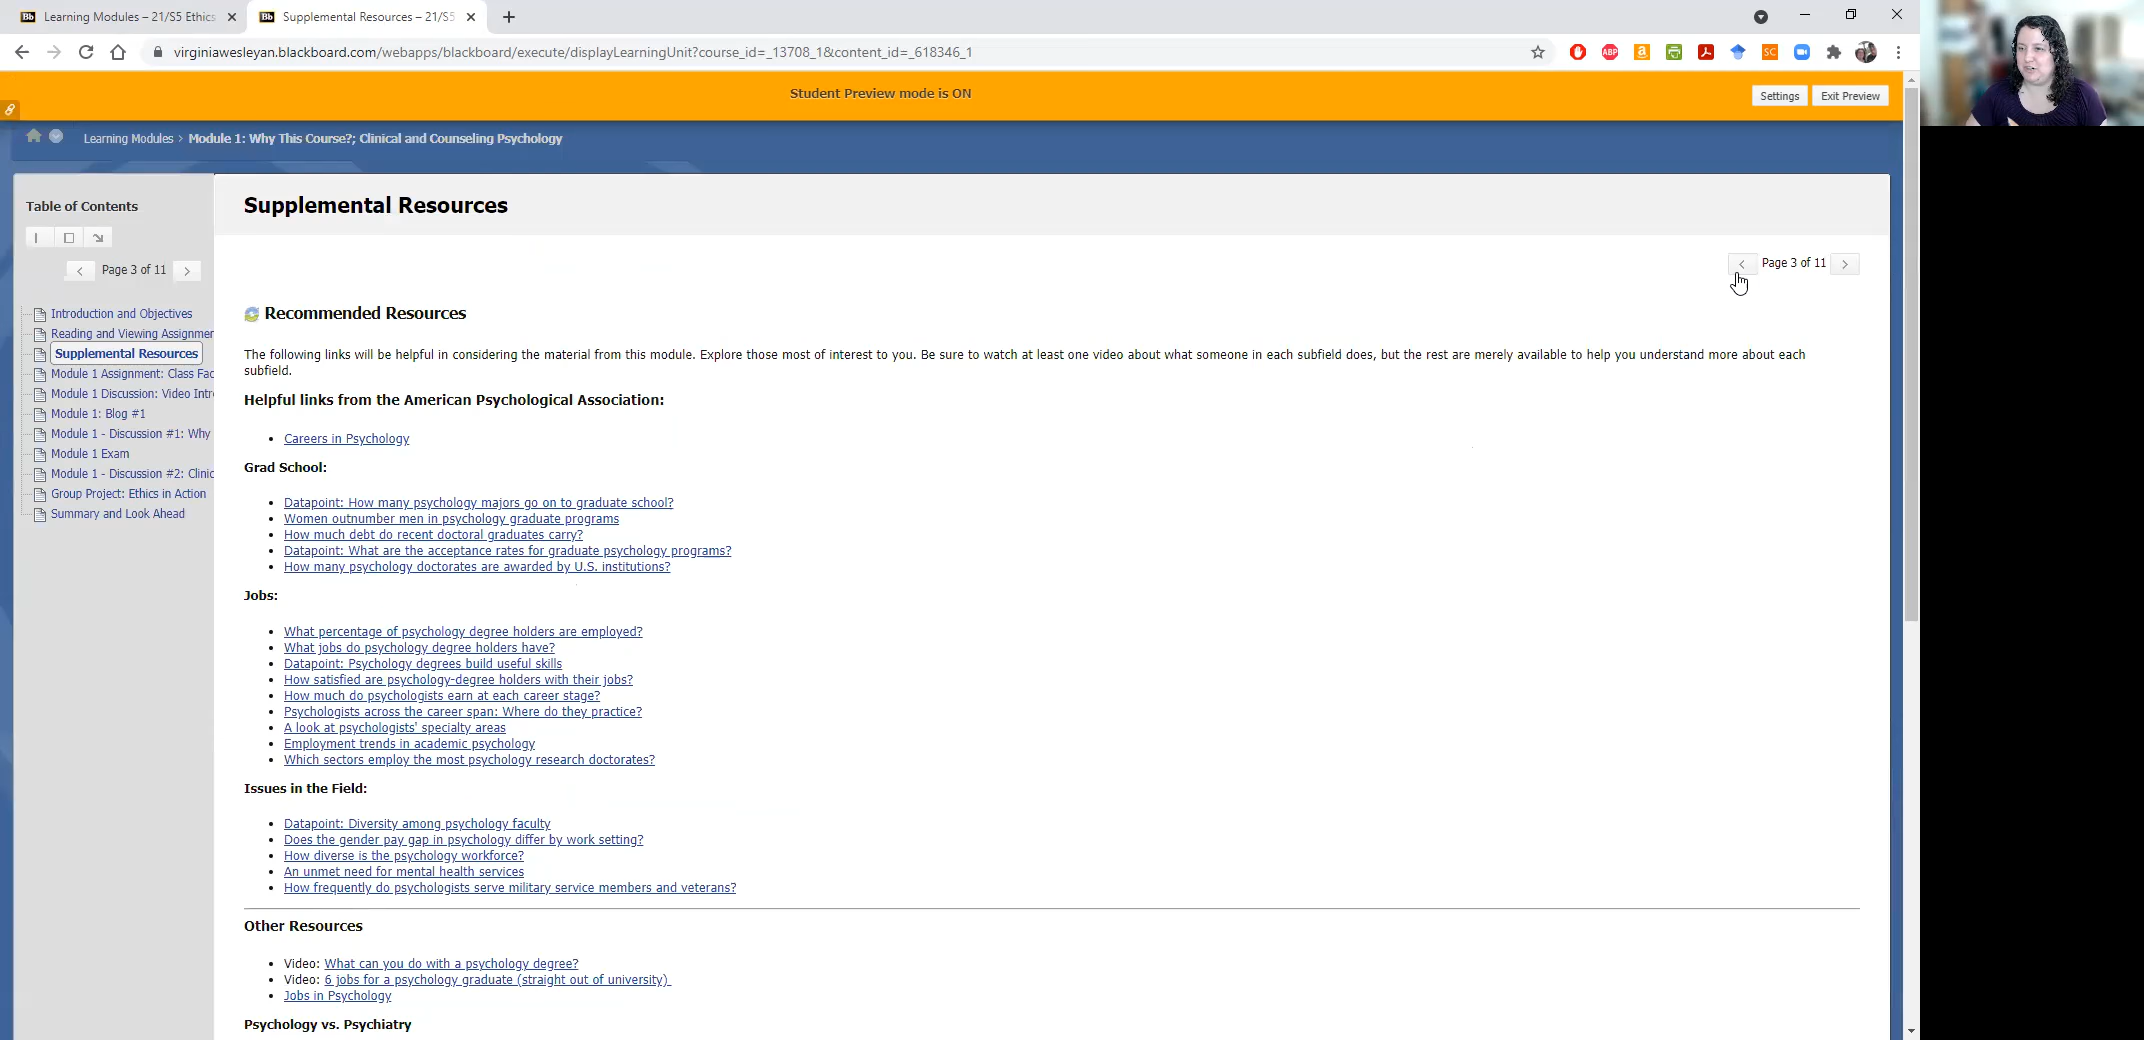 Learning Modules – 21/S5 Ethics
Supplemental Resources – 21/S5
virginiawesleyan.blackboard.com/webapps/blackboard/execute/displayLearningUnit?course_id=_13708_1&content_id=_618346_1
Student Preview mode is ON
Settings
Exit Preview
Learning Modules > Module 1: Why This Course?; Clinical and Counseling Psychology
Table of Contents
Page 3 of 11
Introduction and Objectives
Reading and Viewing Assignmen
Supplemental Resources
Module 1 Assignment: Class Fac
Module 1 Discussion: Video Intr
Module 1: Blog #1
Module 1 - Discussion #1: Why
Module 1 Exam
Module 1 - Discussion #2: Clinic
Group Project: Ethics in Action
Summary and Look Ahead
Supplemental Resources
Page 3 of 11
Recommended Resources
The following links will be helpful in considering the material from this module. Explore those most of interest to you. Be sure to watch at least one video about what someone in each subfield does, but the rest are merely available to help you understand more about each
subfield.
Helpful links from the American Psychological Association:
• Careers in Psychology
Grad School:
• Datapoint: How many psychology majors go on to graduate school?
• Women outnumber men in psychology graduate programs
• How much debt do recent doctoral graduates carry?
• Datapoint: What are the acceptance rates for graduate psychology programs?
• How many psychology doctorates are awarded by U.S. institutions?
Jobs:
• What percentage of psychology degree holders are employed?
• What jobs do psychology degree holders have?
• Datapoint: Psychology degrees build useful skills
• How satisfied are psychology-degree holders with their jobs?
• How much do psychologists earn at each career stage?
• Psychologists across the career span: Where do they practice?
• A look at psychologists' specialty areas
• Employment trends in academic psychology
• Which sectors employ the most psychology research doctorates?
Issues in the Field:
• Datapoint: Diversity among psychology faculty
• Does the gender pay gap in psychology differ by work setting?
• How diverse is the psychology workforce?
• An unmet need for mental health services
• How frequently do psychologists serve military service members and veterans?
Other Resources
• Video: What can you do with a psychology degree?
• Video: 6 jobs for a psychology graduate (straight out of university)
• Jobs in Psychology
Psychology vs. Psychiatry